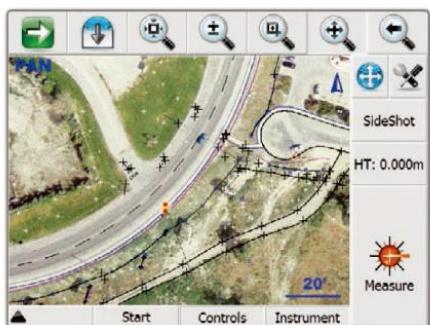 PAN
SideShot
HT: 0.000m
20'
Measure
Start Controls Instrument